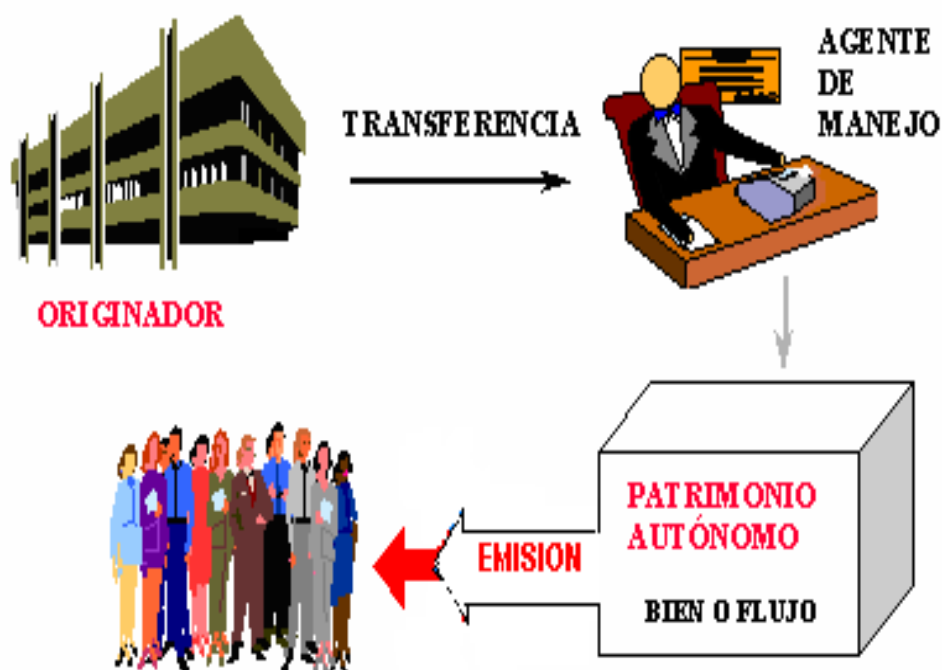 ORIGINADOR
TRANSFERENCIA
AGENTE
DE
MANEJO
PATRIMONIO
AUTÓNOMO
BIEN O FLUJO
EMISION